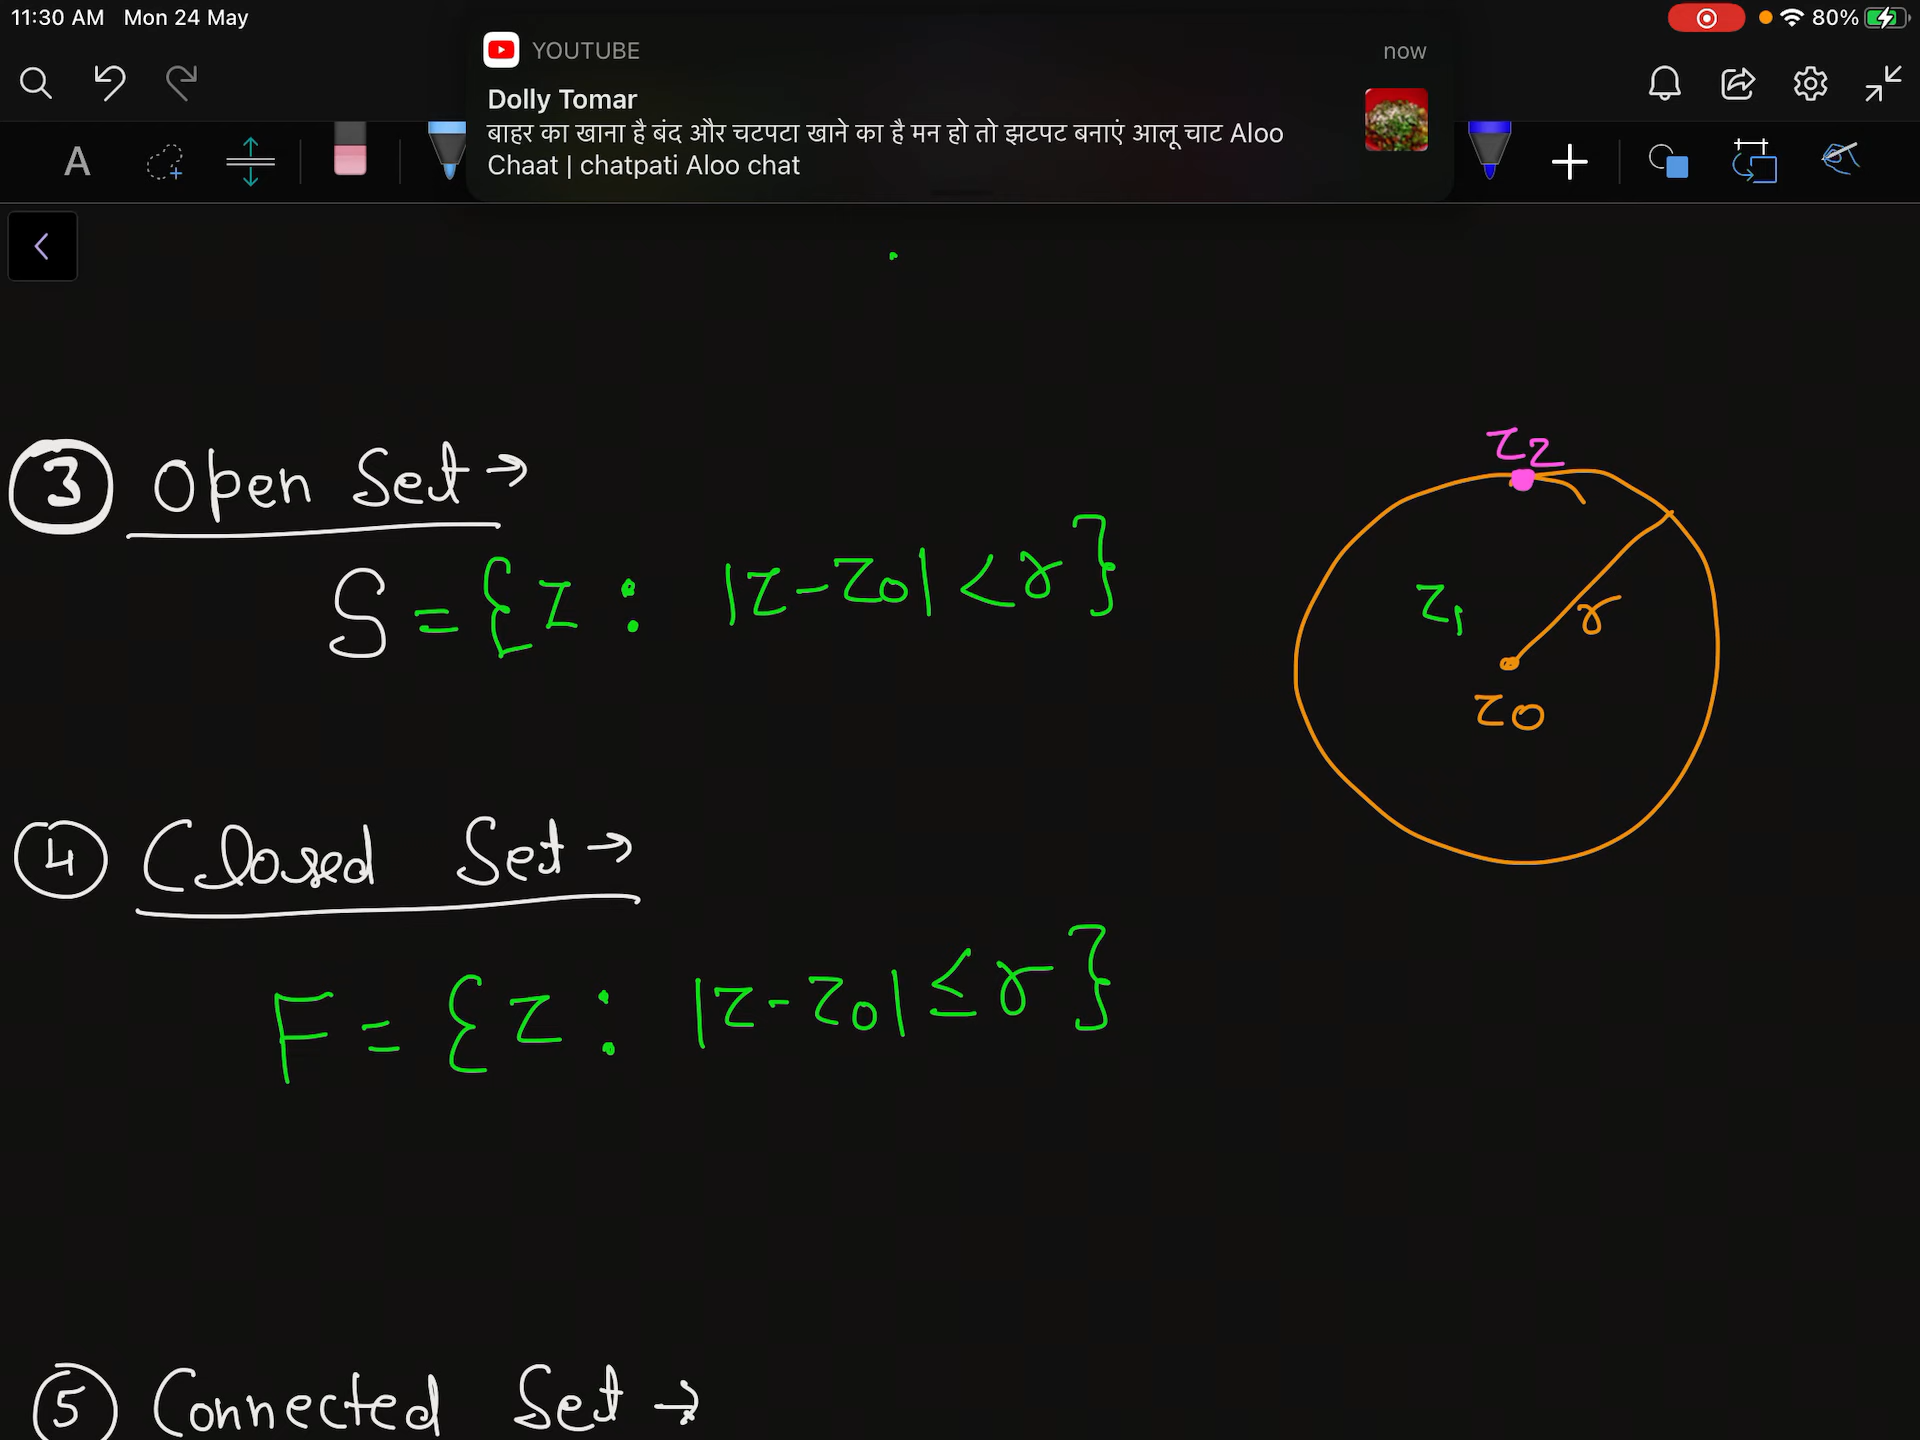 11:30 AM Mon 24 May
80%
YOUTUBE now
Dolly Tomar
बाहर का खाना है बंद और चटपटा खाने का है मन हो तो झटपट बनाएं आलू चाट Aloo
Chaat | chatpati Aloo chat
A
③ Open Set →
S = {z : |z - z0| < r}
z2
z1
r
z0
④ Closed Set →
F = {z : |z - z0| ≤ r}
⑤ Connected Set →